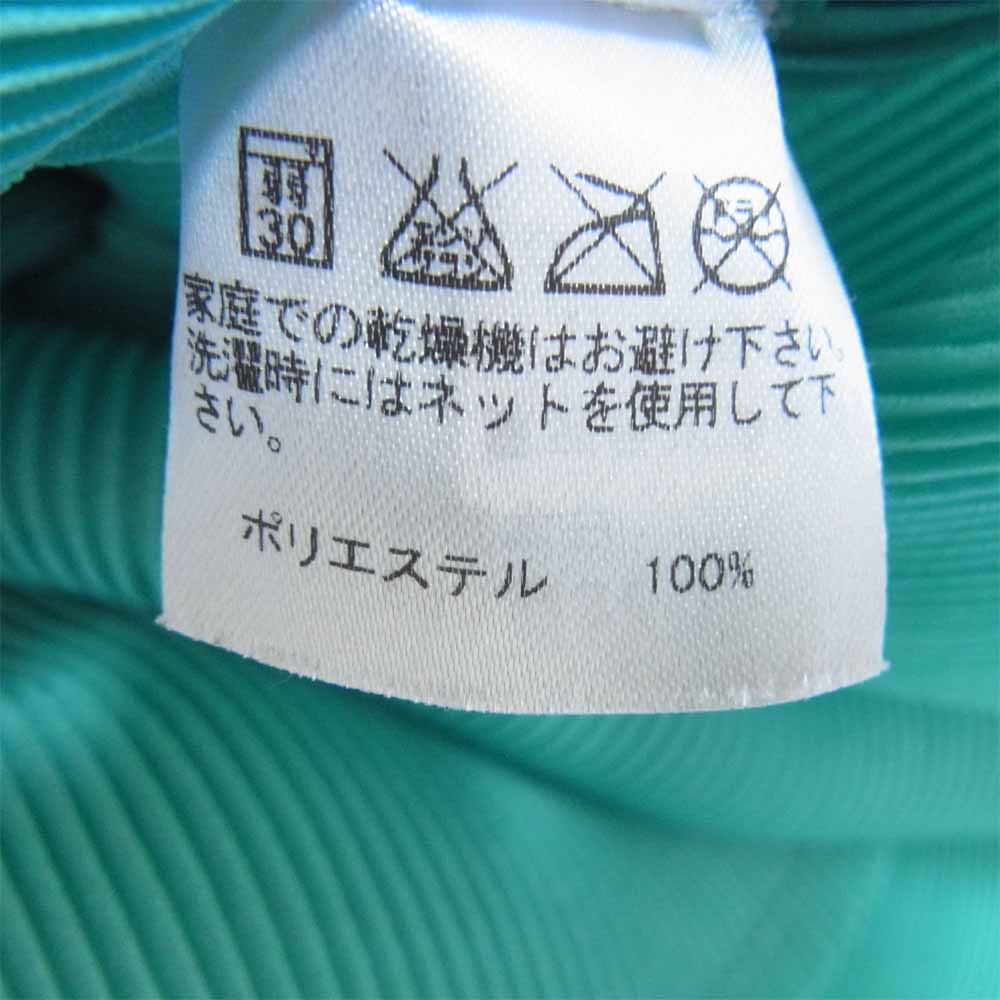 30
家庭での乾燥機はお避け下さい。
洗濯時にはネットを使用して下
さい。
ポリエステル 100%